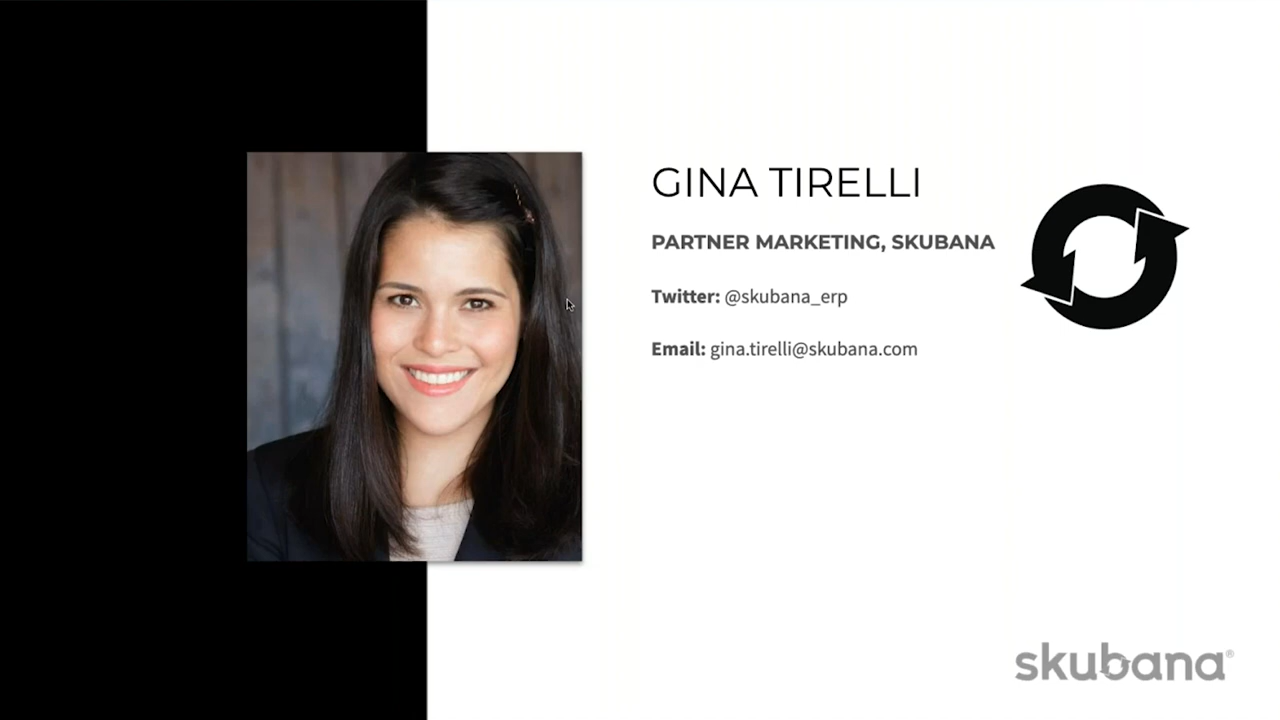 GINA TIRELLI
PARTNER MARKETING, SKUBANA
Twitter: @skubana_erp
Email: gina.tirelli@skubana.com
skubana®